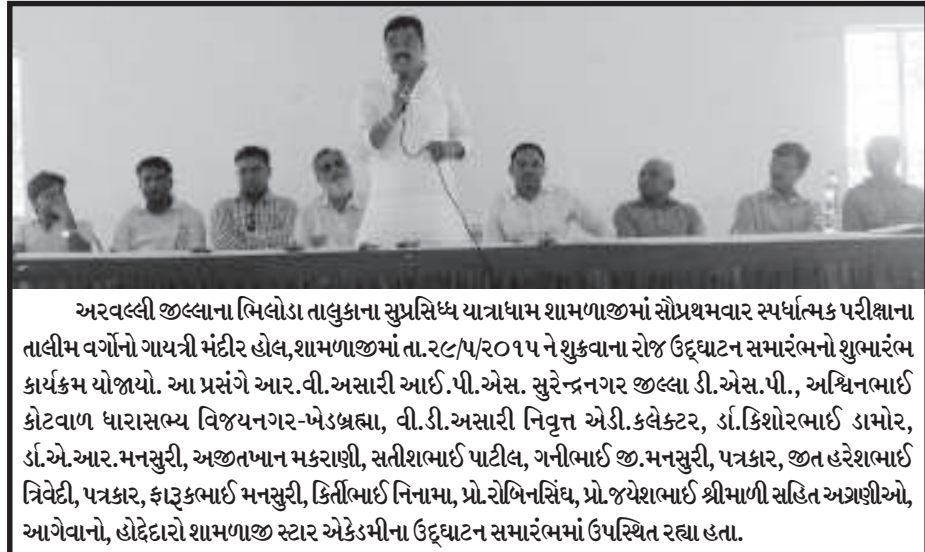 અરવલ્લી જીલ્લાના ભિલોડા તાલુકાના સુપ્રસિધ્ધ યાત્રાધામ શામળાજીમાં સૌપ્રથમવાર સ્પર્ધાત્મક પરીક્ષાના
તાલીમ વર્ગોનો ગાયત્રી મંદીર હોલ,શામળાજીમાં તા.૨૯/૫/૨૦૧૫ ને શુક્રવાના રોજ ઉદ્ઘાટન સમારંભનો શુભારંભ
કાર્યક્રમ યોજાયો. આ પ્રસંગે આર.વી.અસારી આઈ.પી.એસ. સુરેન્દ્રનગર જીલ્લા ડી.એસ.પી., અશ્વિનભાઈ
કોટવાળ ધારાસભ્ય વિજયનગર-ખેડબ્રહ્મા, વી.ડી.અસારી નિવૃત્ત એડી.કલેક્ટર, ર્ડા.કિશોરભાઈ ડામોર,
ર્ડા.એ.આર.મનસુરી, અજીતખાન મકરાણી, સતીશભાઈ પાટીલ, ગનીભાઈ જી.મનસુરી, પત્રકાર, જીત હરેશભાઈ
ત્રિવેદી, પત્રકાર, ફારૂકભાઈ મનસુરી, કિર્તીભાઈ નિનામા, પ્રો.રોબિનસિંઘ, પ્રો.જયેશભાઈ શ્રીમાળી સહિત અગ્રણીઓ,
આગેવાનો, હોદ્દેદારો શામળાજી સ્ટાર એકેડમીના ઉદ્ઘાટન સમારંભમાં ઉપસ્થિત રહ્યા હતા.